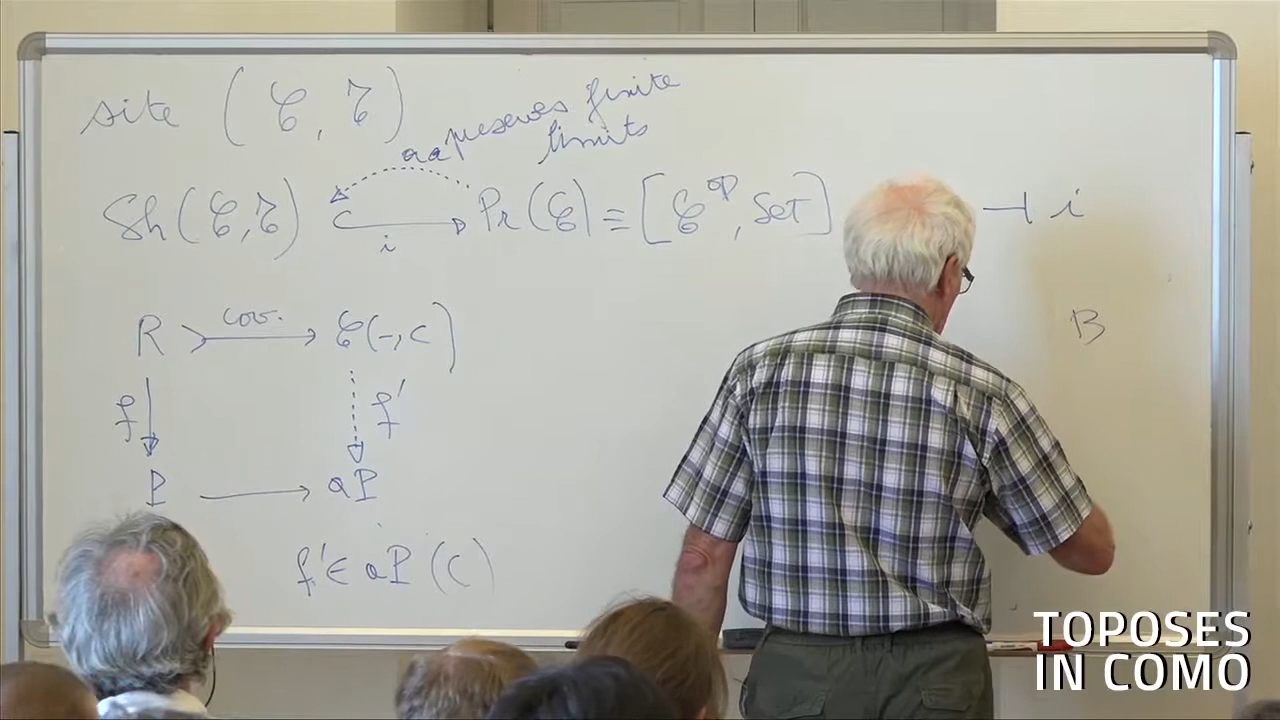 site (𝒞, 𝒯)
a preserves finite
limits
Sh(𝒞,𝒯) ⊂→ Pr(𝒞) ≡ [𝒞^op, Set] ⊣ i
i
B
R ↣ 𝒞(-,C)
cov.
f f'
P → aP
f' ∈ aP(C)
TOPOSES
IN COMO